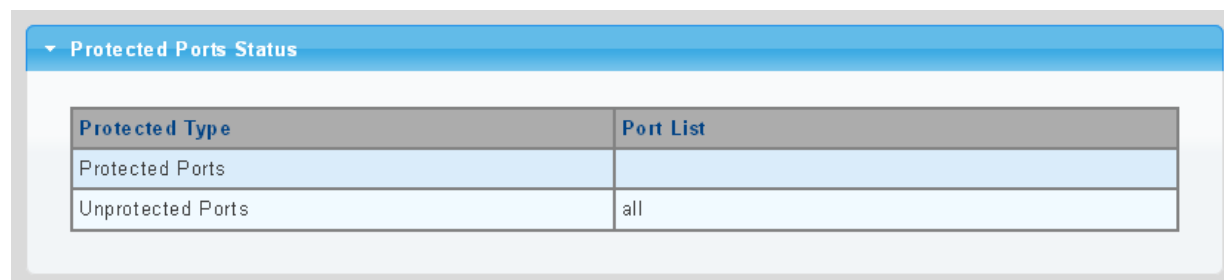 Protected Ports Status
Protected Type Port List
Protected Ports
Unprotected Ports all